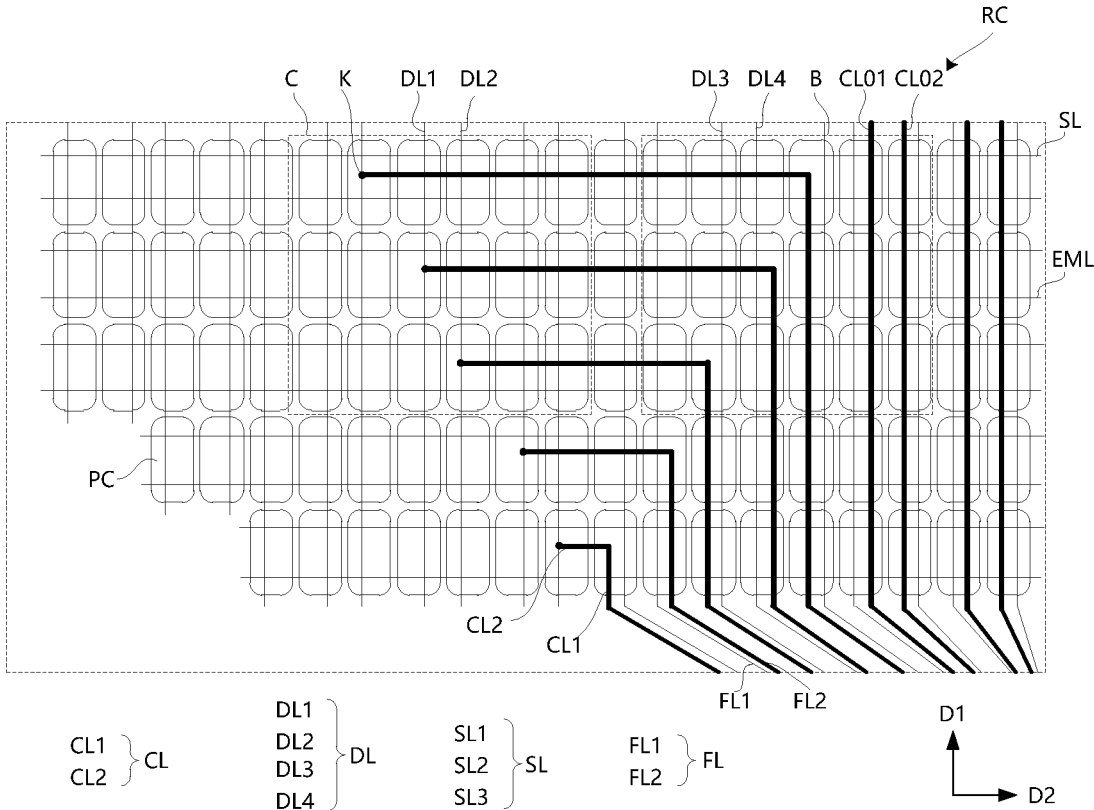 RC
C K DL1 DL2 DL3 DL4 B CL01 CL02
SL
EML
PC
CL2
CL1
FL1 FL2
D1
D2
CL1
CL2
CL
DL1
DL2
DL3
DL4
DL
SL1
SL2
SL3
SL
FL1
FL2
FL